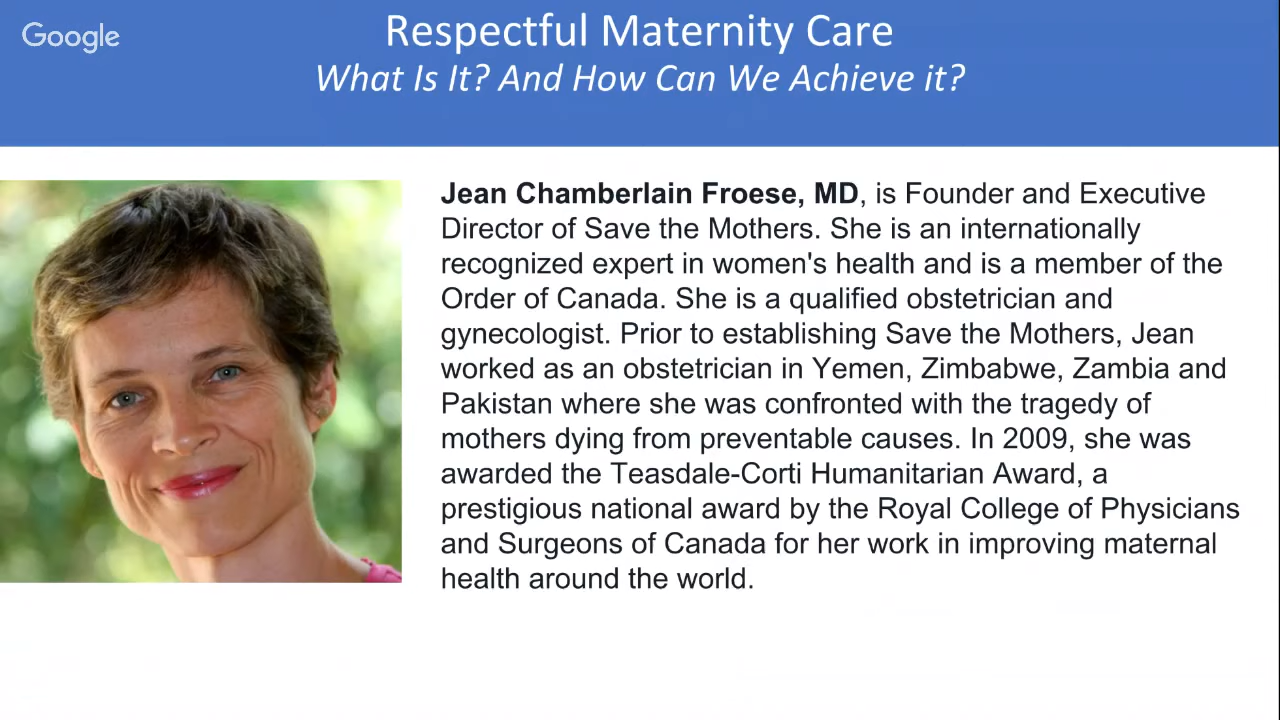 Google
Respectful Maternity Care
What Is It? And How Can We Achieve it?
Jean Chamberlain Froese, MD, is Founder and Executive
Director of Save the Mothers. She is an internationally
recognized expert in women's health and is a member of the
Order of Canada. She is a qualified obstetrician and
gynecologist. Prior to establishing Save the Mothers, Jean
worked as an obstetrician in Yemen, Zimbabwe, Zambia and
Pakistan where she was confronted with the tragedy of
mothers dying from preventable causes. In 2009, she was
awarded the Teasdale-Corti Humanitarian Award, a
prestigious national award by the Royal College of Physicians
and Surgeons of Canada for her work in improving maternal
health around the world.